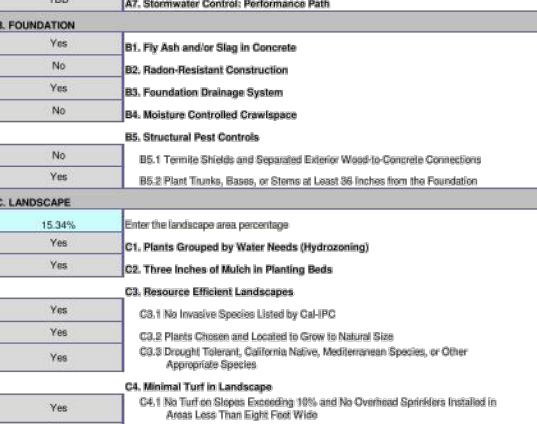 TBD A7. Stormwater Control: Performance Path
B. FOUNDATION
Yes B1. Fly Ash and/or Slag in Concrete
No B2. Radon-Resistant Construction
Yes B3. Foundation Drainage System
No B4. Moisture Controlled Crawlspace
B5. Structural Pest Controls
No B5.1 Termite Shields and Separated Exterior Wood-to-Concrete Connections
Yes B5.2 Plant Trunks, Bases, or Stems at Least 36 Inches from the Foundation
C. LANDSCAPE
15.34% Enter the landscape area percentage
Yes C1. Plants Grouped by Water Needs (Hydrozoning)
Yes C2. Three Inches of Mulch in Planting Beds
C3. Resource Efficient Landscapes
Yes C3.1 No Invasive Species Listed by Cal-IPC
Yes C3.2 Plants Chosen and Located to Grow to Natural Size
Yes C3.3 Drought Tolerant, California Native, Mediterranean Species, or Other
Appropriate Species
C4. Minimal Turf in Landscape
Yes C4.1 No Turf on Slopes Exceeding 10% and No Overhead Sprinklers Installed in
Areas Less Than Eight Feet Wide